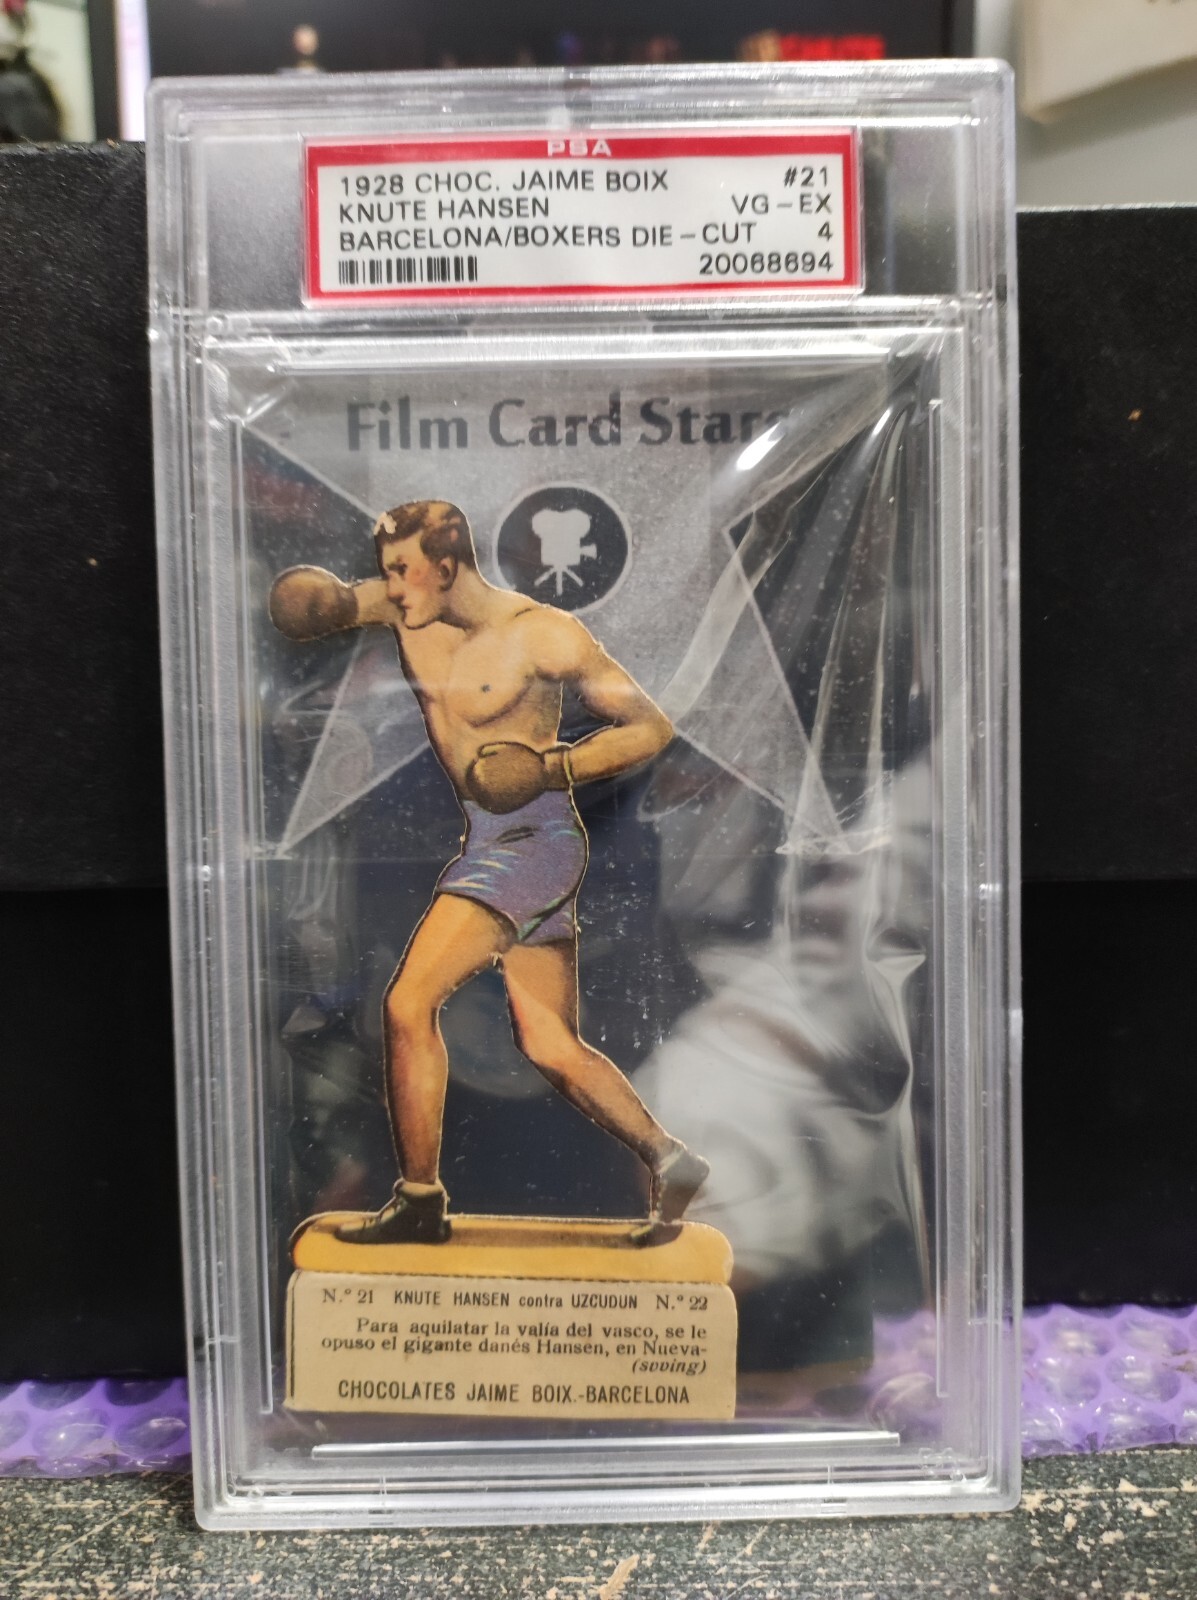 PSA
1928 CHOC. JAIME BOIX #21
KNUTE HANSEN VG-EX
BARCELONA/BOXERS DIE-CUT 4
20068694
Film Card Stars
N.º 21 KNUTE HANSEN contra UZCUDUN N.º 22
Para aquilatar la valía del vasco, se le
opuso el gigante danés Hansen, en Nueva-
(swing)
CHOCOLATES JAIME BOIX.-BARCELONA